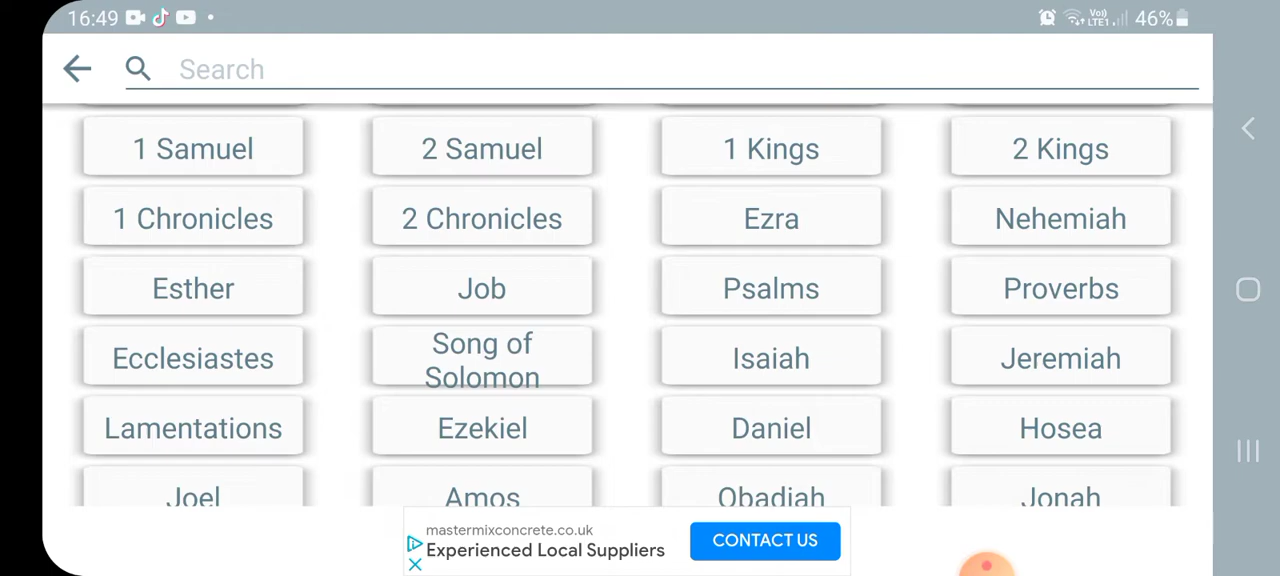 16:49
Vo) LTE1 46%
Search
1 Samuel 2 Samuel 1 Kings 2 Kings
1 Chronicles 2 Chronicles Ezra Nehemiah
Esther Job Psalms Proverbs
Ecclesiastes Song of Solomon Isaiah Jeremiah
Lamentations Ezekiel Daniel Hosea
Joel Amos Obadiah Jonah
mastermixconcrete.co.uk
Experienced Local Suppliers
CONTACT US